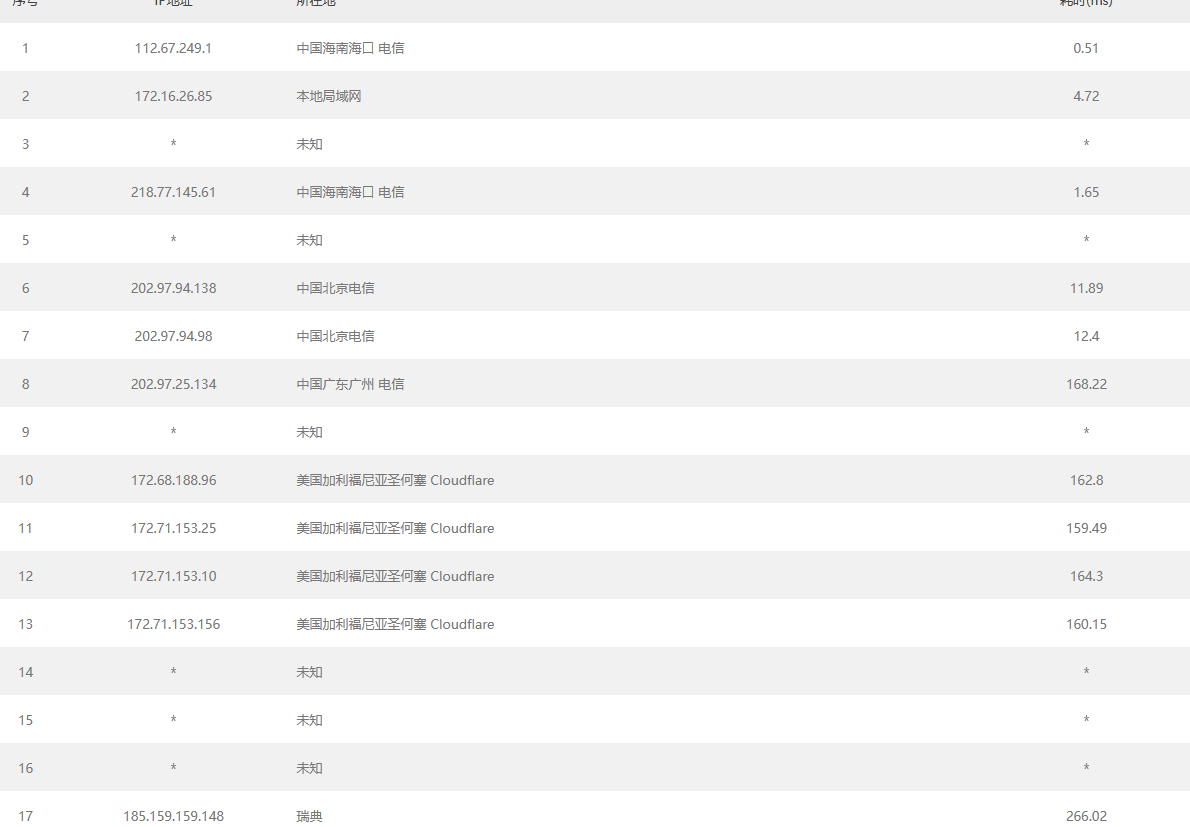 序号 IP地址 所在地 耗时(ms)
1 112.67.249.1 中国海南海口 电信 0.51
2 172.16.26.85 本地局域网 4.72
3 * 未知 *
4 218.77.145.61 中国海南海口 电信 1.65
5 * 未知 *
6 202.97.94.138 中国北京电信 11.89
7 202.97.94.98 中国北京电信 12.4
8 202.97.25.134 中国广东广州 电信 168.22
9 * 未知 *
10 172.68.188.96 美国加利福尼亚圣何塞 Cloudflare 162.8
11 172.71.153.25 美国加利福尼亚圣何塞 Cloudflare 159.49
12 172.71.153.10 美国加利福尼亚圣何塞 Cloudflare 164.3
13 172.71.153.156 美国加利福尼亚圣何塞 Cloudflare 160.15
14 * 未知 *
15 * 未知 *
16 * 未知 *
17 185.159.159.148 瑞典 266.02